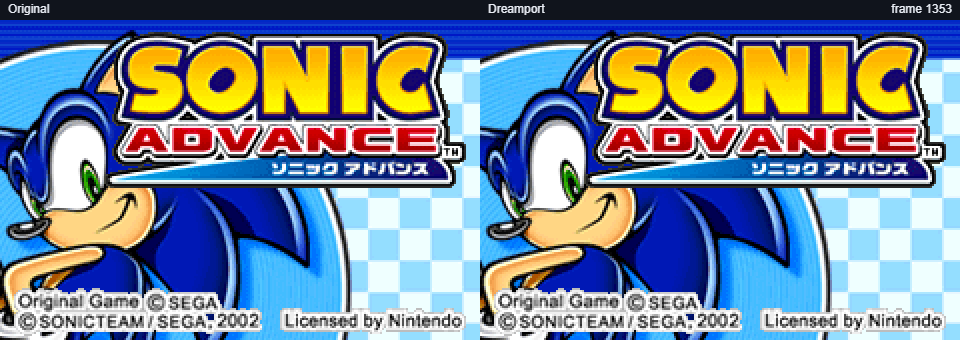 Original
Dreamport
frame 1353
SONIC
ADVANCE TM
ソニック アドバンス
Original Game © SEGA
© SONICTEAM / SEGA, 2002 Licensed by Nintendo
SONIC
ADVANCE TM
ソニック アドバンス
Original Game © SEGA
© SONICTEAM / SEGA, 2002 Licensed by Nintendo